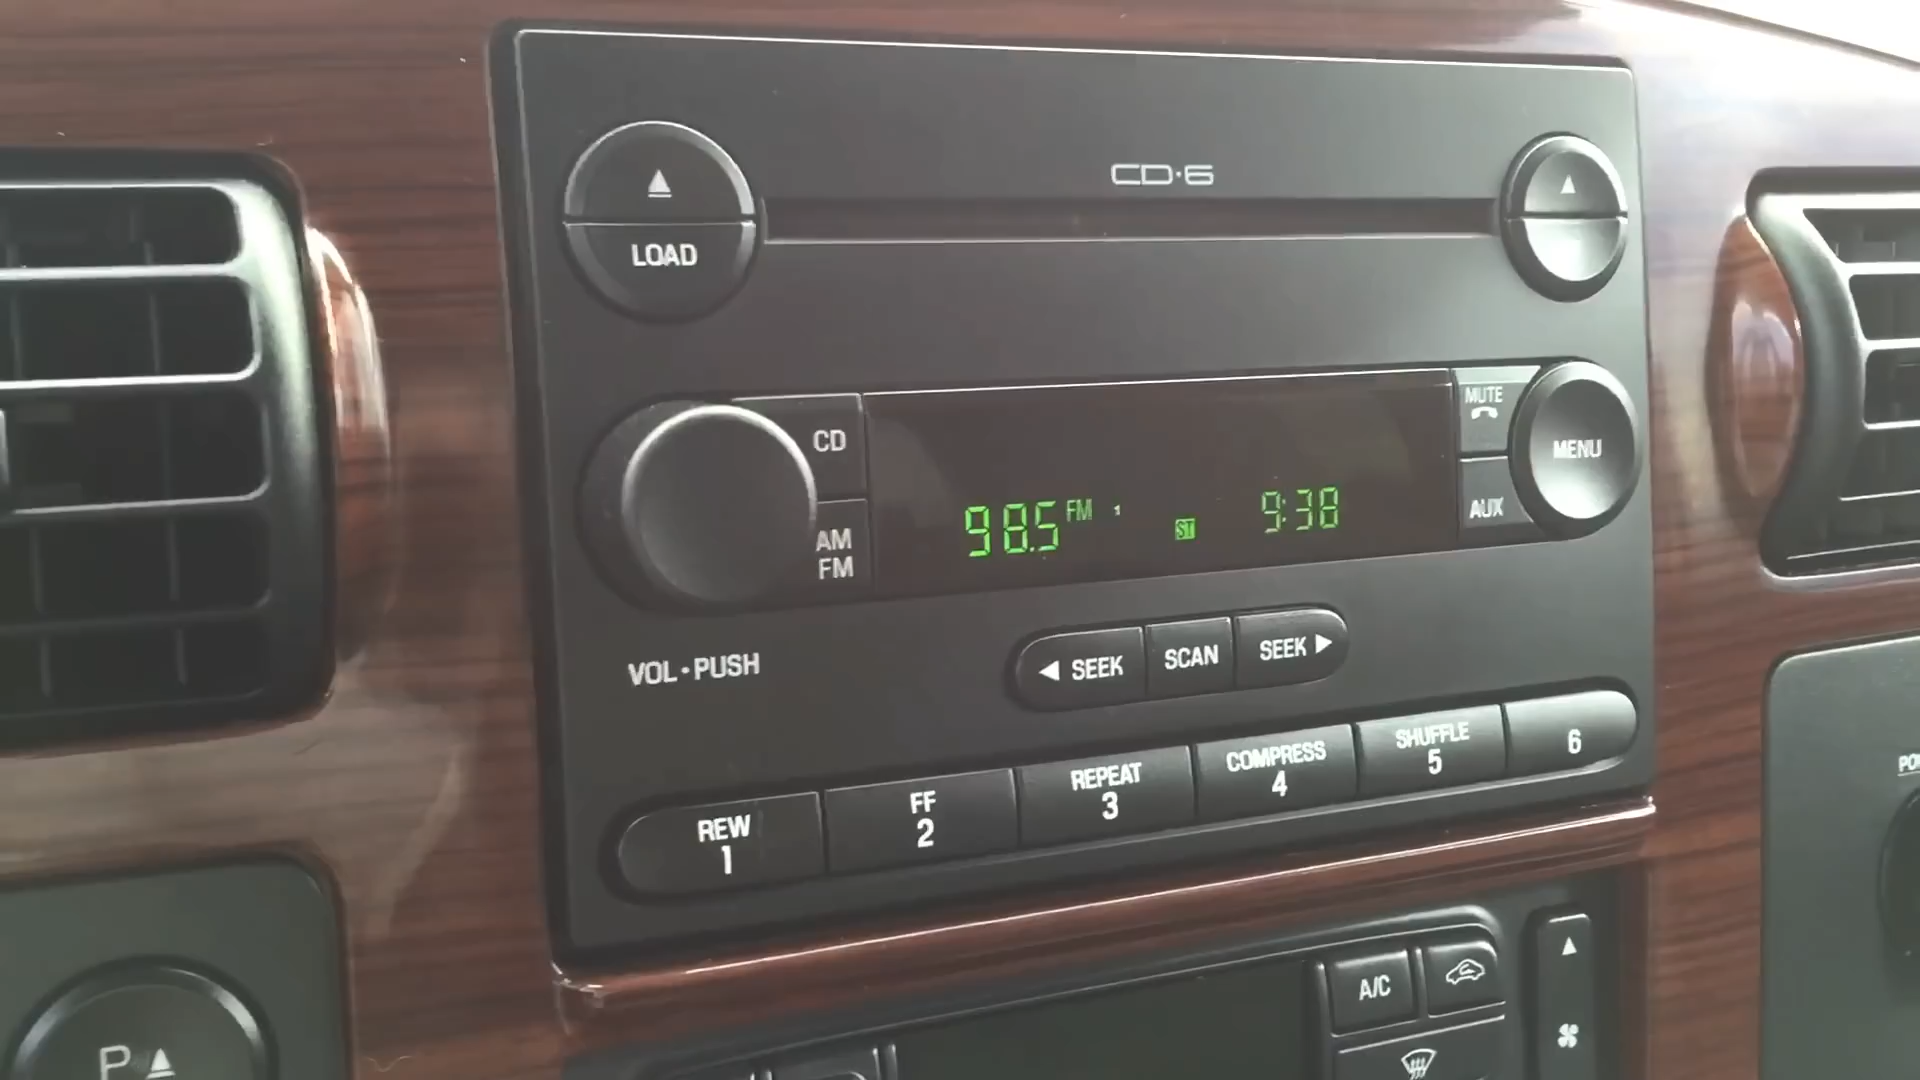 CD·6
LOAD
CD
MUTE
MENU
98.5 FM 1 ST 9:38
AUX
AM
FM
VOL·PUSH
◀ SEEK SCAN SEEK ▶
REW
1
FF
2
REPEAT
3
COMPRESS
4
SHUFFLE
5
6
A/C
P